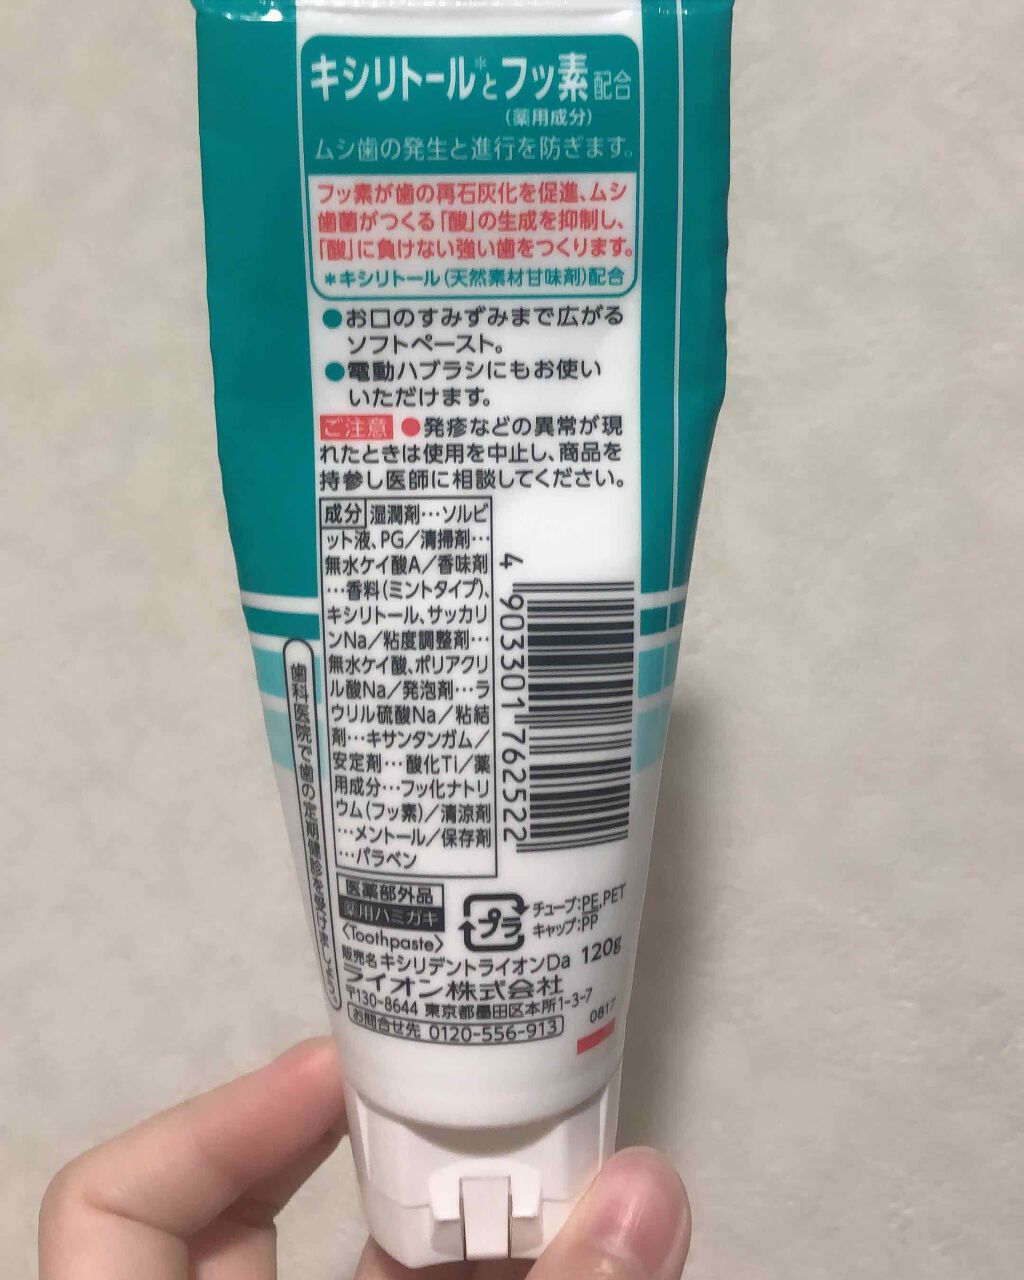 キシリトール*とフッ素配合
(薬用成分)
ムシ歯の発生と進行を防ぎます。
フッ素が歯の再石灰化を促進、ムシ
歯菌がつくる「酸」の生成を抑制し、
「酸」に負けない強い歯をつくります。
*キシリトール(天然素材甘味剤)配合
●お口のすみずみまで広がる
ソフトペースト。
●電動ハブラシにもお使い
いただけます。
ご注意 ●発疹などの異常が現
れたときは使用を中止し、商品を
持参し医師に相談してください。
成分 湿潤剤…ソルビ
ット液、PG/清掃剤…
無水ケイ酸A/香味剤
…香料(ミントタイプ)、
キシリトール、サッカリ
ンNa/粘度調整剤…
無水ケイ酸、ポリアクリ
ル酸Na/発泡剤…ラ
ウリル硫酸Na/粘結
剤…キサンタンガム/
安定剤…酸化Ti/薬
用成分…フッ化ナトリ
ウム(フッ素)/清涼剤
…メントール/保存剤
…パラベン
4 903301 762522
歯科医院で歯の定期健診を受けましょう。
医薬部外品
薬用ハミガキ
〈Toothpaste〉
プラ
チューブ:PE,PET
キャップ:PP
販売名 キシリデントライオンDa 120g
ライオン株式会社
〒130-8644 東京都墨田区本所1-3-7
お問合せ先 0120-556-913
0817